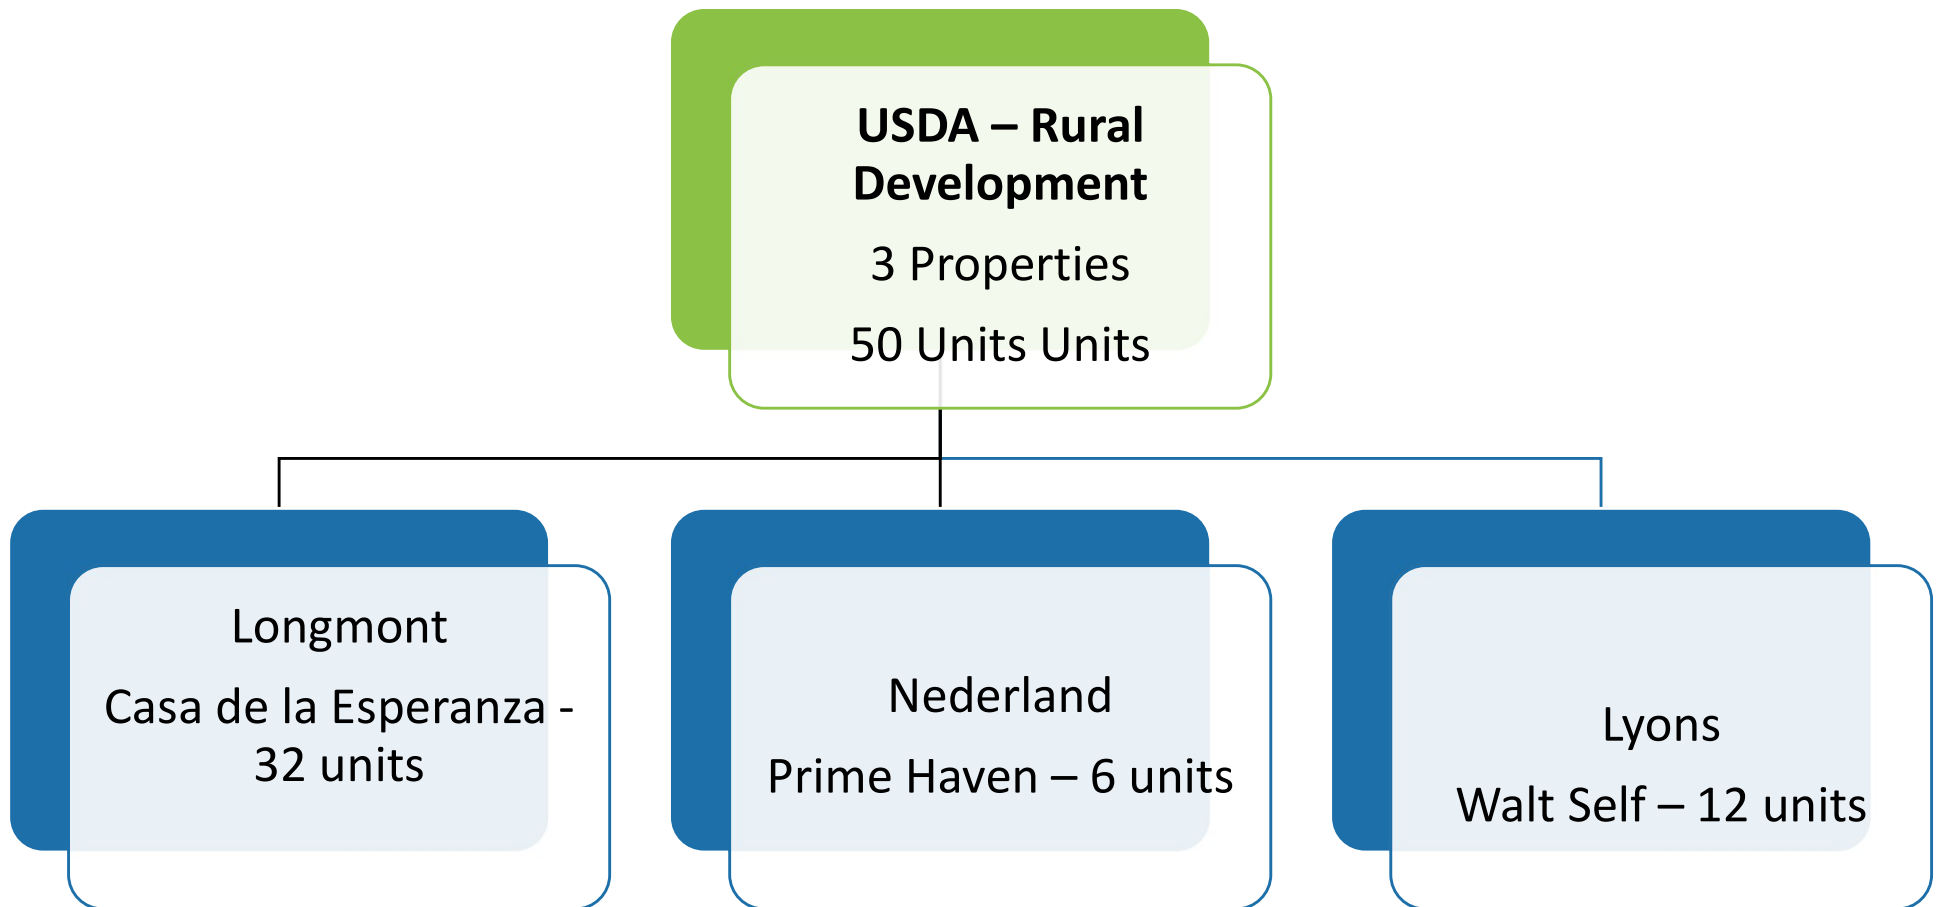 USDA – Rural
Development
3 Properties
50 Units Units
Longmont
Casa de la Esperanza -
32 units
Nederland
Prime Haven – 6 units
Lyons
Walt Self – 12 units